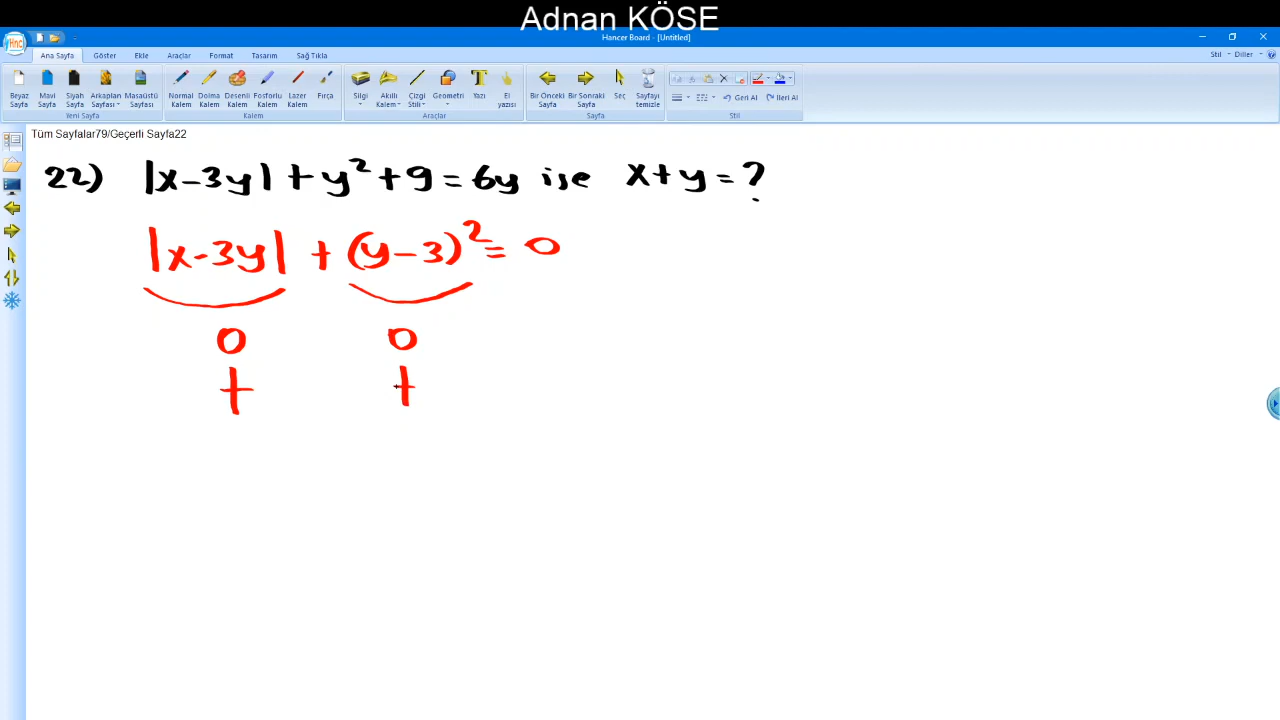 Adnan KÖSE
Hancer Board - [Untitled]
Hnc
Ana Sayfa Göster Ekle Araçlar Format Tasarım Sağ Tıkla Stil Diller
Beyaz Sayfa Mavi Sayfa Siyah Sayfa Arkaplan Sayfası Masaüstü Sayfası Normal Kalem Dolma Kalem Desenli Kalem Fosforlu Kalem Lazer Kalem Fırça Silgi Akıllı Kalem Çizgi Stili Geometri Yazı El yazısı Bir Önceki Sayfa Bir Sonraki Sayfa Seç Sayfayı temizle Geri Al İleri Al
Yeni Sayfa Kalem Araçlar Sayfa Stil
Tüm Sayfalar79/Geçerli Sayfa22
22) |x-3y| + y² + 9 = 6y ise x+y = ?
|x-3y| + (y-3)² = 0
0 0
+ +